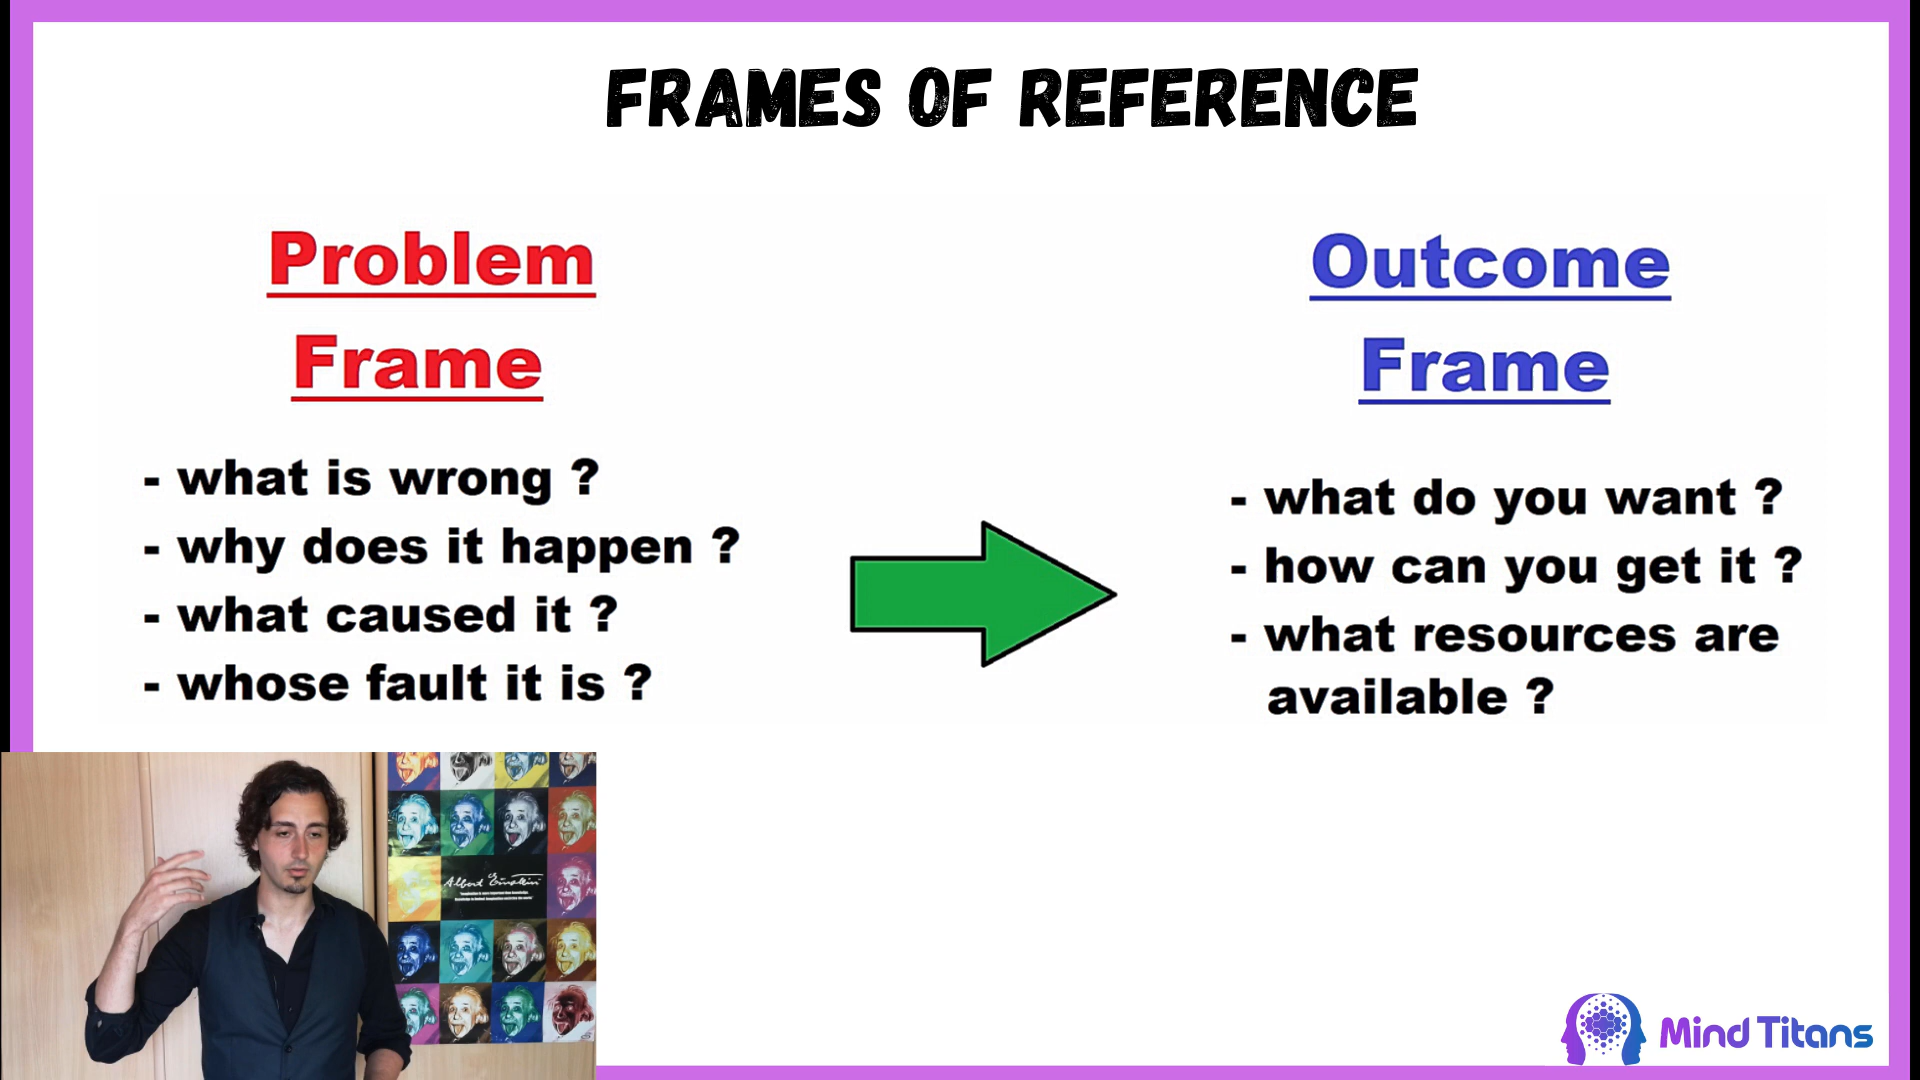 FRAMES OF REFERENCE
Problem
Frame
- what is wrong ?
- why does it happen ?
- what caused it ?
- whose fault it is ?
Outcome
Frame
- what do you want ?
- how can you get it ?
- what resources are
available ?
Albert Einstein
Mind Titans